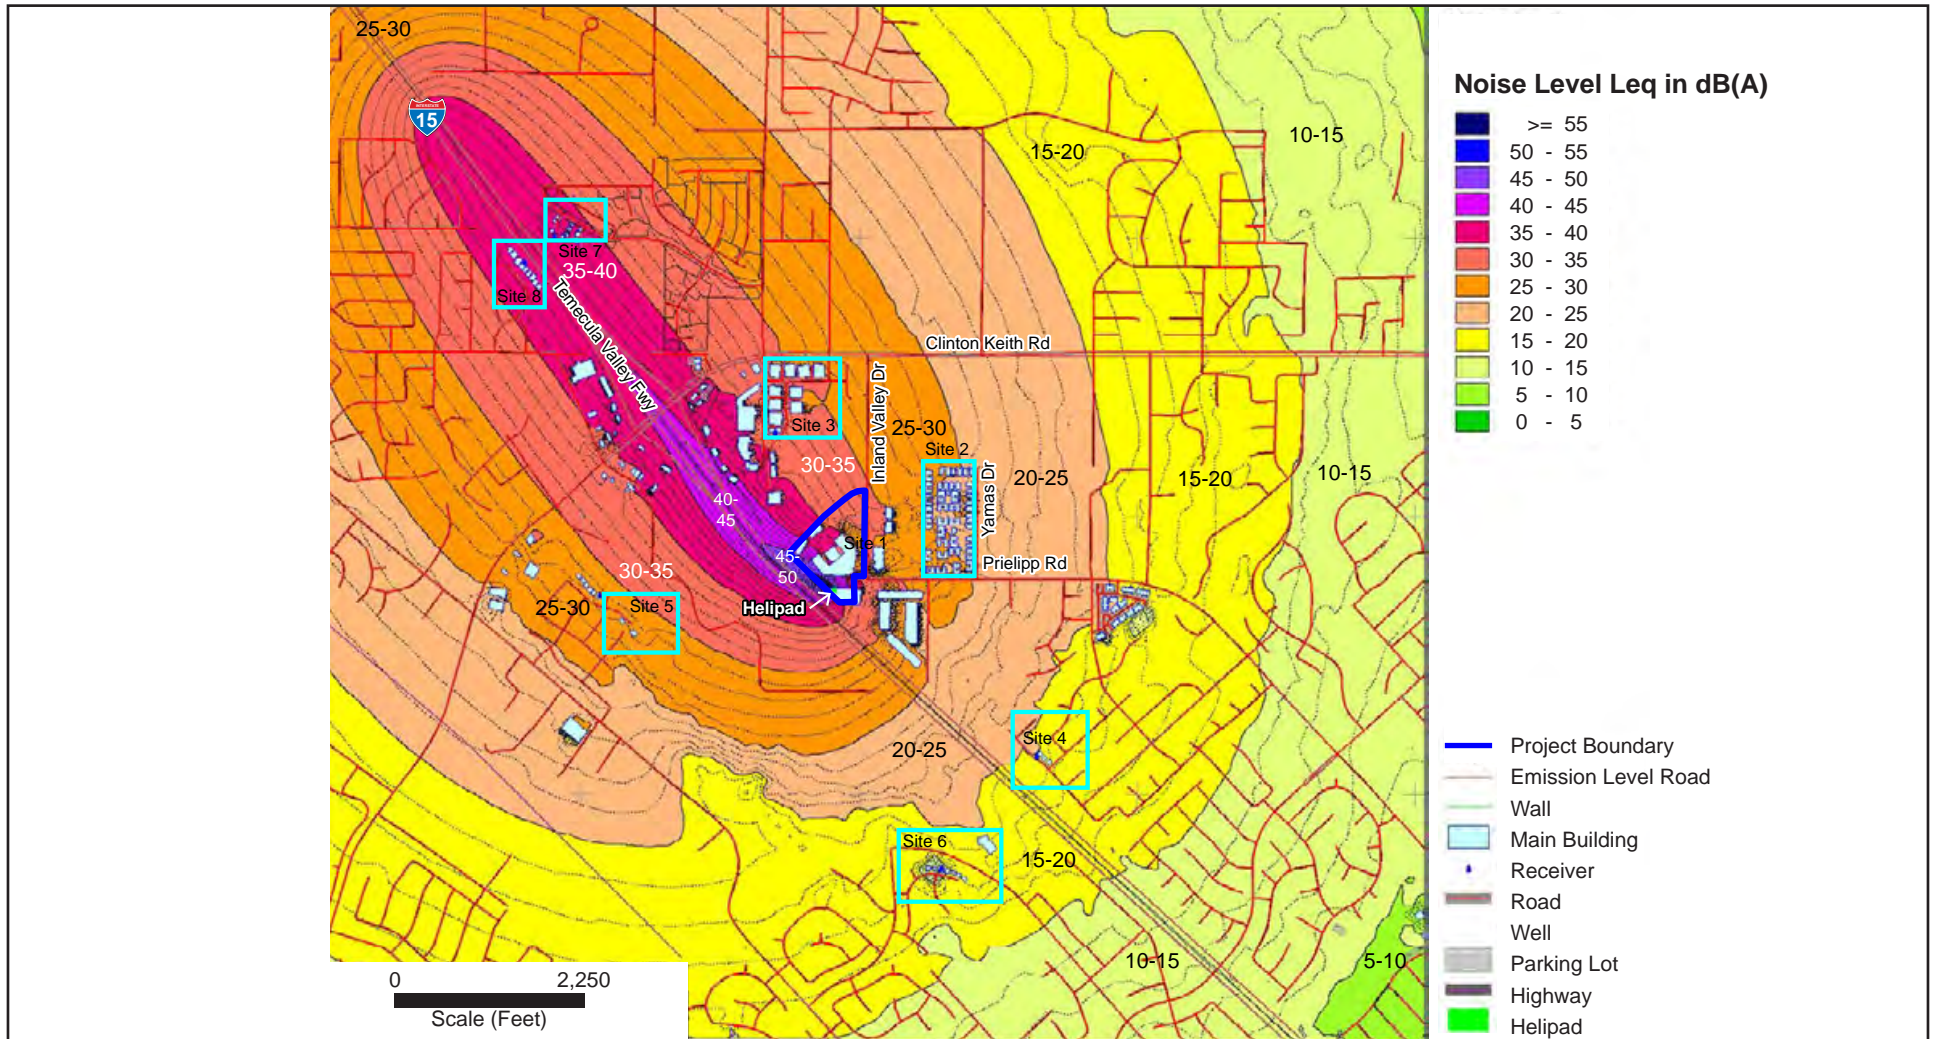 25-30
INTERSTATE
15
15-20
10-15
Site 7
35-40
Site 8
Temecula Valley Fwy
Clinton Keith Rd
Inland Valley Dr
Site 3
25-30
30-35
Site 2
20-25
Yamas Dr
15-20
10-15
40-
45
Site 1
45-
50
Prielipp Rd
30-35
25-30
Site 5
Helipad
20-25
Site 4
Site 6
15-20
10-15
5-10
0 2,250
Scale (Feet)
Noise Level Leq in dB(A)
>= 55
50 - 55
45 - 50
40 - 45
35 - 40
30 - 35
25 - 30
20 - 25
15 - 20
10 - 15
5 - 10
0 - 5
Project Boundary
Emission Level Road
Wall
Main Building
Receiver
Road
Well
Parking Lot
Highway
Helipad